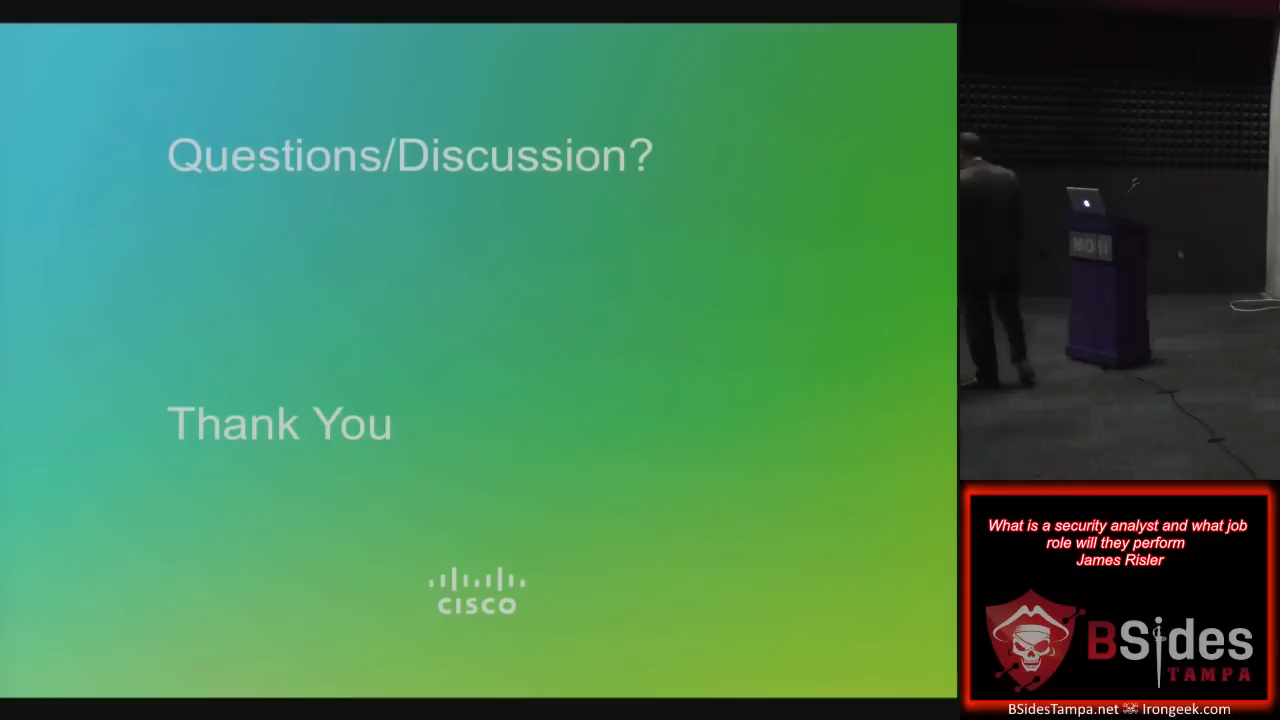 Questions/Discussion?
Thank You
CISCO
What is a security analyst and what job
role will they perform
James Risler
BSides
TAMPA
BSidesTampa.net Irongeek.com